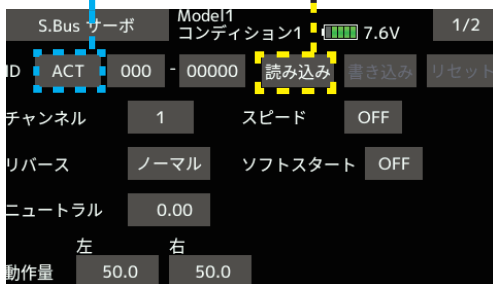 S.Bus サーボ
Model1
コンディション1 7.6V
1/2
ID ACT 000 - 00000 読み込み 書き込み リセット
チャンネル 1 スピード OFF
リバース ノーマル ソフトスタート OFF
ニュートラル 0.00
左 右
動作量 50.0 50.0